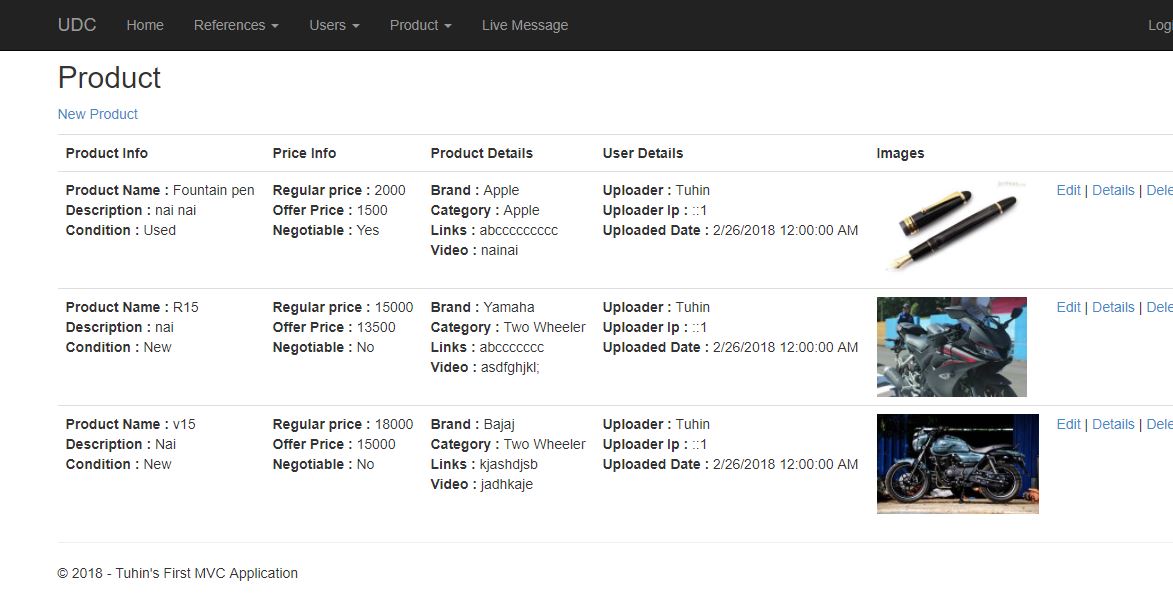 UDC Home References Users Product Live Message
Product
New Product
Product Info Price Info Product Details User Details Images
Product Name : Fountain pen Regular price : 2000 Brand : Apple Uploader : Tuhin Edit | Details |
Description : nai nai Offer Price : 1500 Category : Apple Uploader Ip : ::1
Condition : Used Negotiable : Yes Links : abcccccccccc Uploaded Date : 2/26/2018 12:00:00 AM
Video : nainai
Product Name : R15 Regular price : 15000 Brand : Yamaha Uploader : Tuhin Edit | Details |
Description : nai Offer Price : 13500 Category : Two Wheeler Uploader Ip : ::1
Condition : New Negotiable : No Links : abccccccc Uploaded Date : 2/26/2018 12:00:00 AM
Video : asdfghjkl;
Product Name : v15 Regular price : 18000 Brand : Bajaj Uploader : Tuhin Edit | Details |
Description : Nai Offer Price : 15000 Category : Two Wheeler Uploader Ip : ::1
Condition : New Negotiable : No Links : kjashdjsb Uploaded Date : 2/26/2018 12:00:00 AM
Video : jadhkaje
© 2018 - Tuhin's First MVC Application